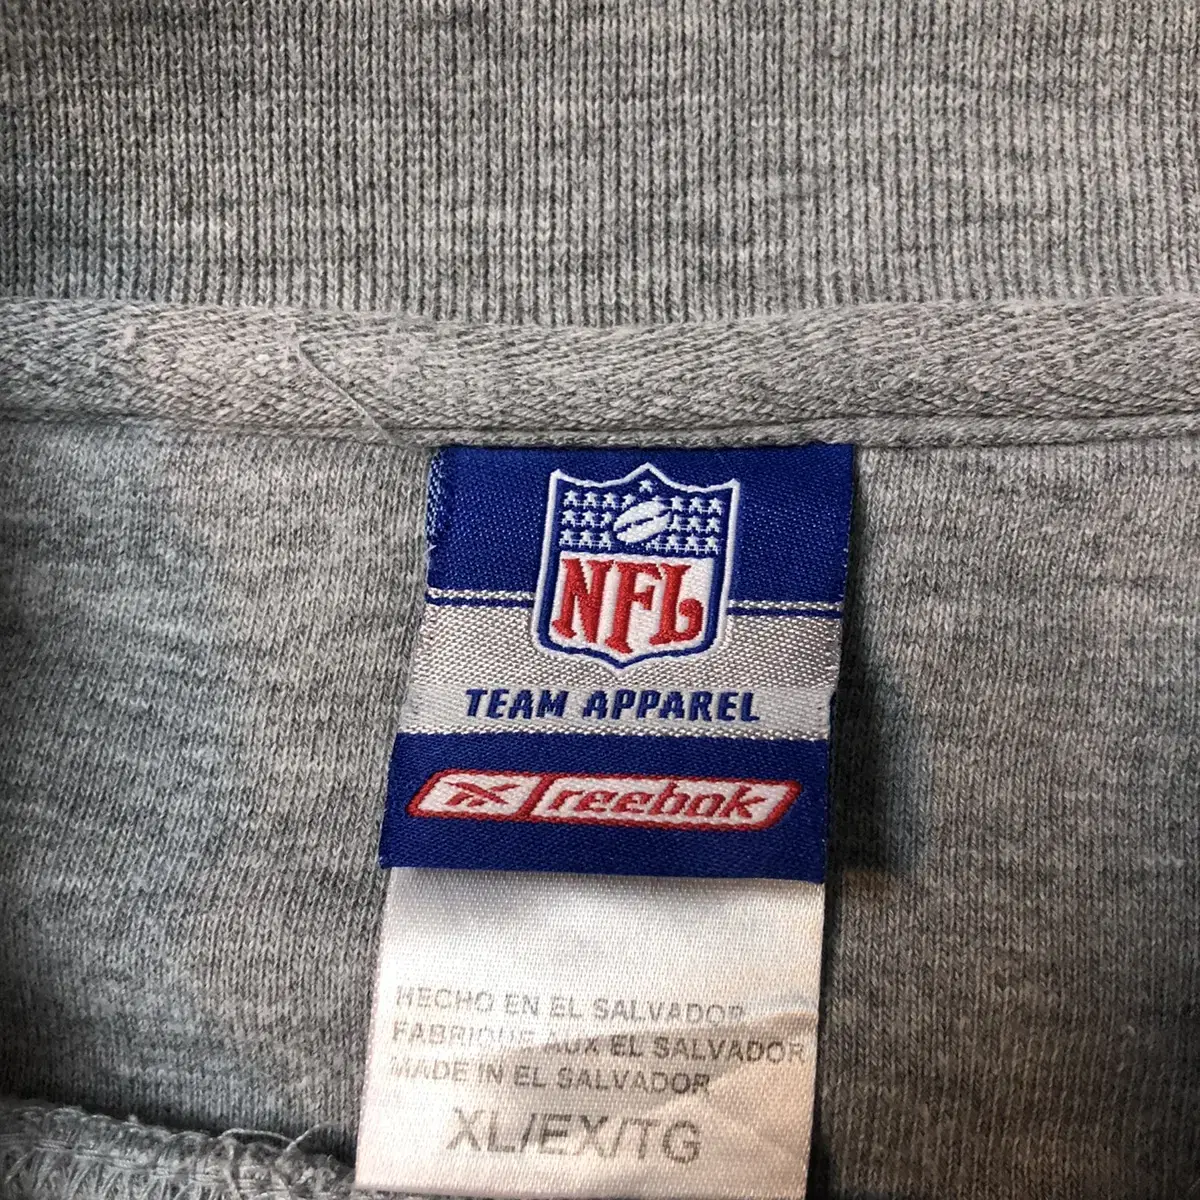 NFL
TEAM APPAREL
reebok
HECHO EN EL SALVADOR
FABRIQUE AUX EL SALVADOR
MADE IN EL SALVADOR
XL/EX/TG